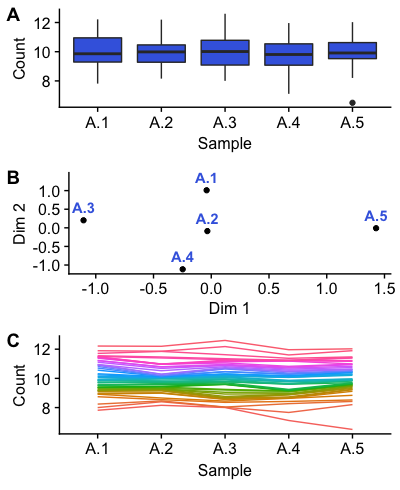 A
12
10
8
Count
A.1 A.2 A.3 A.4 A.5
Sample
B
1.0
0.5
0.0
-0.5
-1.0
Dim 2
A.1
A.3
A.5
A.2
A.4
-1.0 -0.5 0.0 0.5 1.0 1.5
Dim 1
C
12
10
8
Count
A.1 A.2 A.3 A.4 A.5
Sample